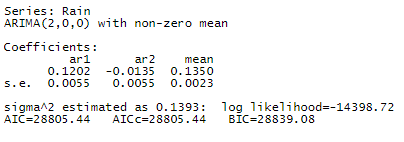 Series: Rain
ARIMA(2,0,0) with non-zero mean
Coefficients:
ar1 ar2 mean
0.1202 -0.0135 0.1350
s.e. 0.0055 0.0055 0.0023
sigma^2 estimated as 0.1393: log likelihood=-14398.72
AIC=28805.44 AICc=28805.44 BIC=28839.08